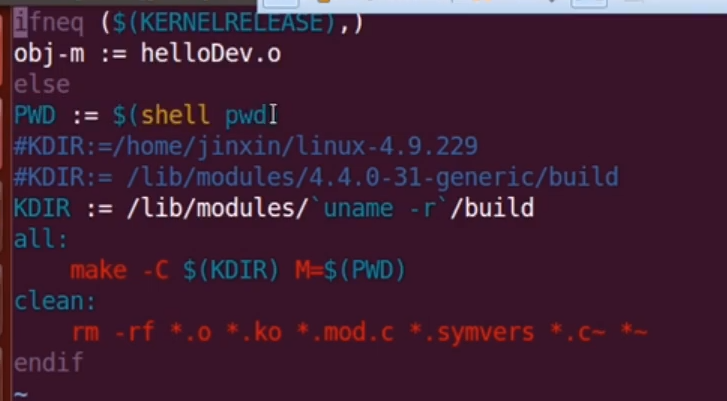 ifneq ($(KERNELRELEASE),)
obj-m := helloDev.o
else
PWD := $(shell pwd)
#KDIR:=/home/jinxin/linux-4.9.229
#KDIR:= /lib/modules/4.4.0-31-generic/build
KDIR := /lib/modules/`uname -r`/build
all:
    make -C $(KDIR) M=$(PWD)
clean:
    rm -rf *.o *.ko *.mod.c *.symvers *.c~ *~
endif
~